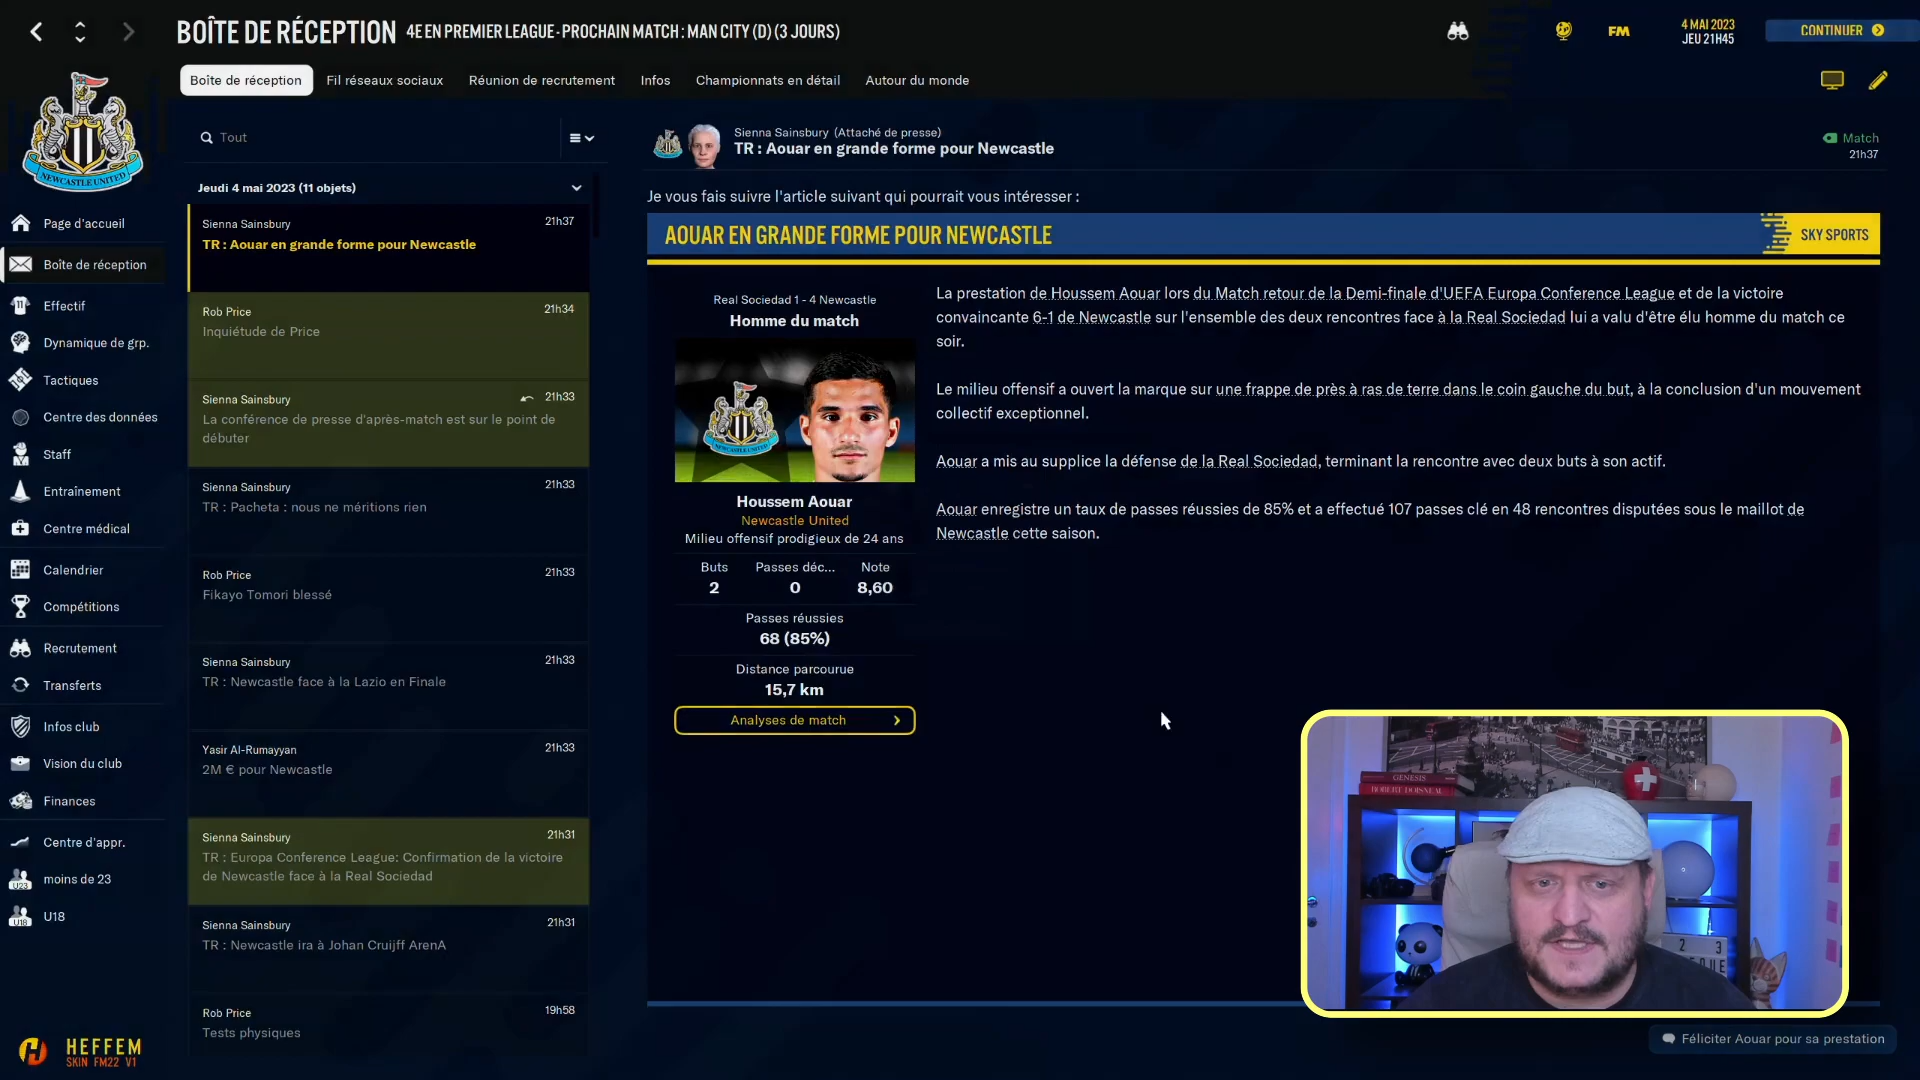 BOÎTE DE RÉCEPTION
4E EN PREMIER LEAGUE - PROCHAIN MATCH : MAN CITY (D) (3 JOURS)
FM
4 MAI 2023
JEU 21H45
CONTINUER
Boîte de réception
Fil réseaux sociaux
Réunion de recrutement
Infos
Championnats en détail
Autour du monde
NEWCASTLE UNITED
Page d'accueil
Boîte de réception
Effectif
Dynamique de grp.
Tactiques
Centre des données
Staff
Entraînement
Centre médical
Calendrier
Compétitions
Recrutement
Transferts
Infos club
Vision du club
Finances
Centre d'appr.
U23
moins de 23
U18
U18
HEFFEM
SKIN FM22 V1
Tout
Jeudi 4 mai 2023 (11 objets)
Sienna Sainsbury
21h37
TR : Aouar en grande forme pour Newcastle
Rob Price
21h34
Inquiétude de Price
Sienna Sainsbury
21h33
La conférence de presse d'après-match est sur le point de
débuter
Sienna Sainsbury
21h33
TR : Pacheta : nous ne méritions rien
Rob Price
21h33
Fikayo Tomori blessé
Sienna Sainsbury
21h33
TR : Newcastle face à la Lazio en Finale
Yasir Al-Rumayyan
21h33
2M € pour Newcastle
Sienna Sainsbury
21h31
TR : Europa Conference League: Confirmation de la victoire
de Newcastle face à la Real Sociedad
Sienna Sainsbury
21h31
TR : Newcastle ira à Johan Cruijff ArenA
Rob Price
19h58
Tests physiques
Sienna Sainsbury (Attaché de presse)
TR : Aouar en grande forme pour Newcastle
Match
21h37
Je vous fais suivre l'article suivant qui pourrait vous intéresser :
AOUAR EN GRANDE FORME POUR NEWCASTLE
SKY SPORTS
Real Sociedad 1 - 4 Newcastle
Homme du match
Houssem Aouar
Newcastle United
Milieu offensif prodigieux de 24 ans
Buts
Passes déc...
Note
2
0
8,60
Passes réussies
68 (85%)
Distance parcourue
15,7 km
Analyses de match
La prestation de Houssem Aouar lors du Match retour de la Demi-finale d'UEFA Europa Conference League et de la victoire
convaincante 6-1 de Newcastle sur l'ensemble des deux rencontres face à la Real Sociedad lui a valu d'être élu homme du match ce
soir.
Le milieu offensif a ouvert la marque sur une frappe de près à ras de terre dans le coin gauche du but, à la conclusion d'un mouvement
collectif exceptionnel.
Aouar a mis au supplice la défense de la Real Sociedad, terminant la rencontre avec deux buts à son actif.
Aouar enregistre un taux de passes réussies de 85% et a effectué 107 passes clé en 48 rencontres disputées sous le maillot de
Newcastle cette saison.
GENESIS
ROBERT DOISNEAU
2 3
Féliciter Aouar pour sa prestation